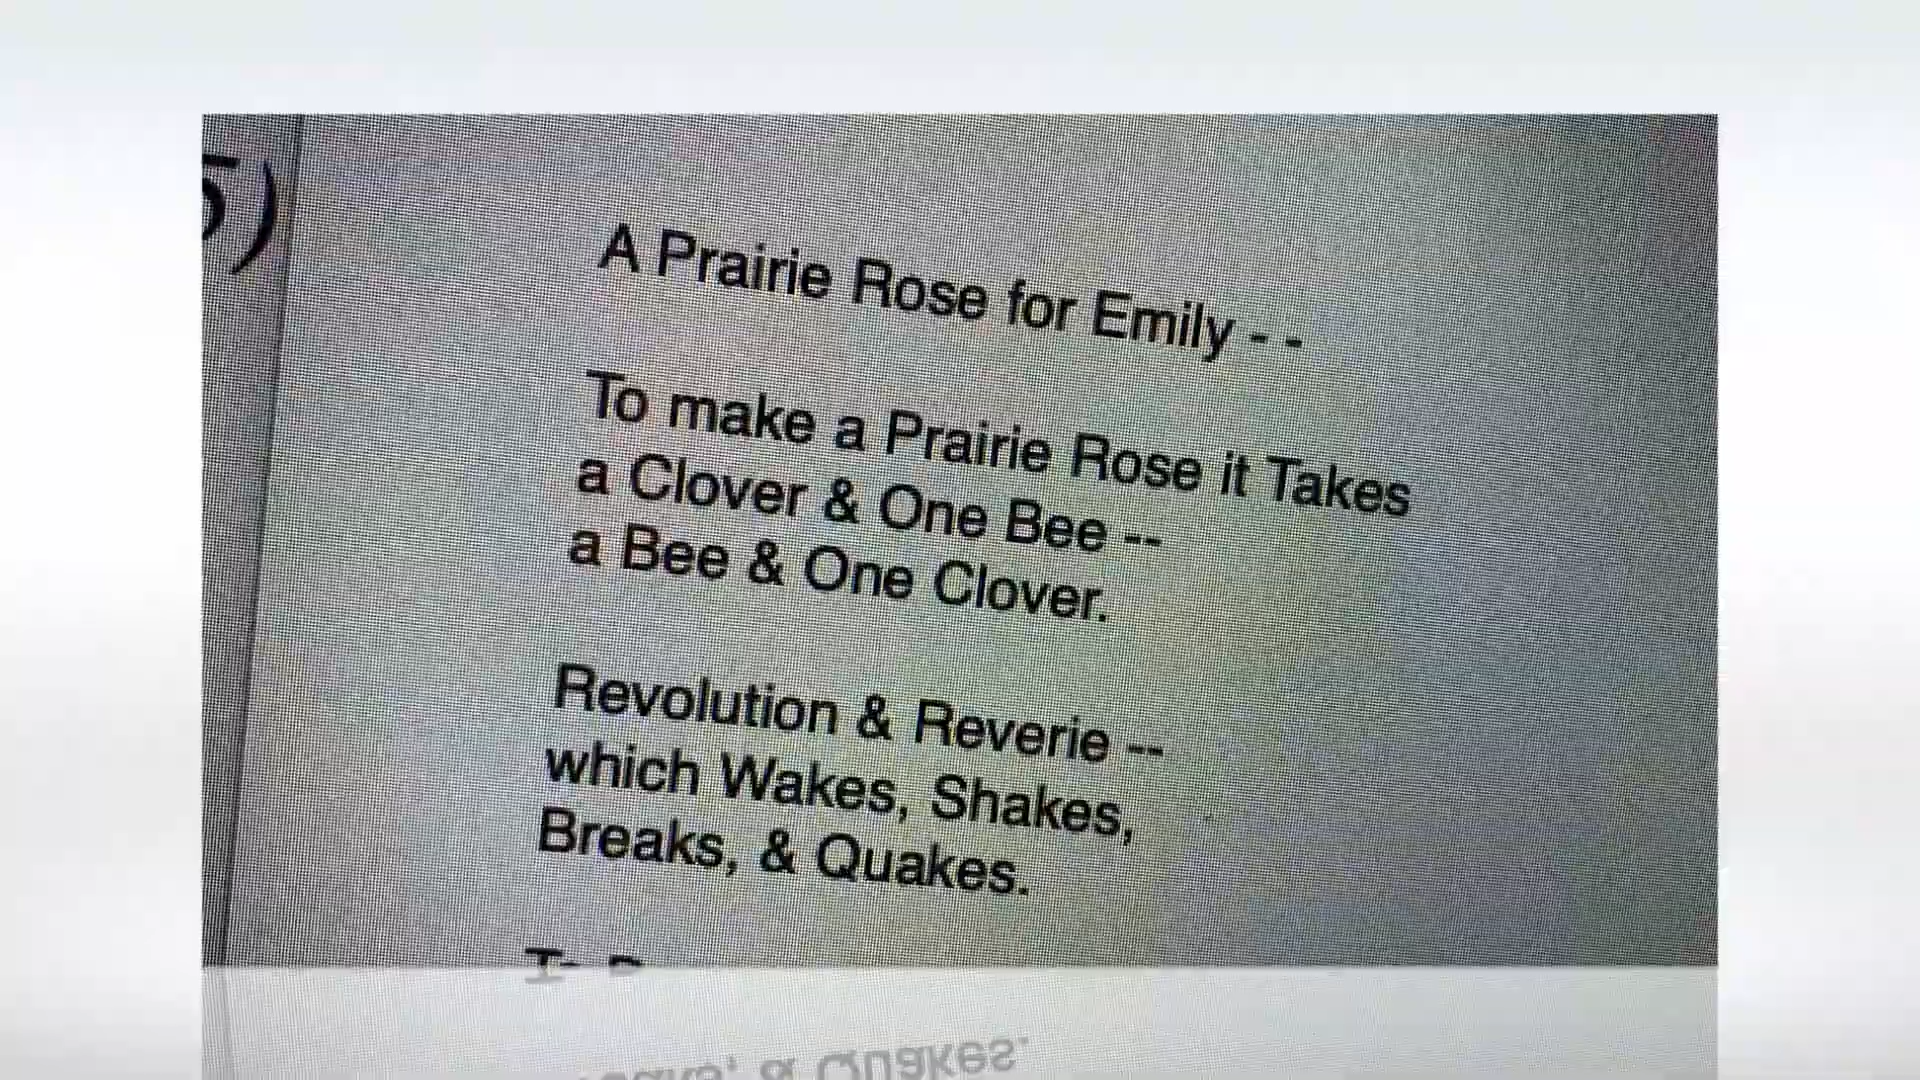 5)
A Prairie Rose for Emily - -
To make a Prairie Rose it Takes
a Clover & One Bee --
a Bee & One Clover.
Revolution & Reverie --
which Wakes, Shakes,
Breaks, & Quakes.